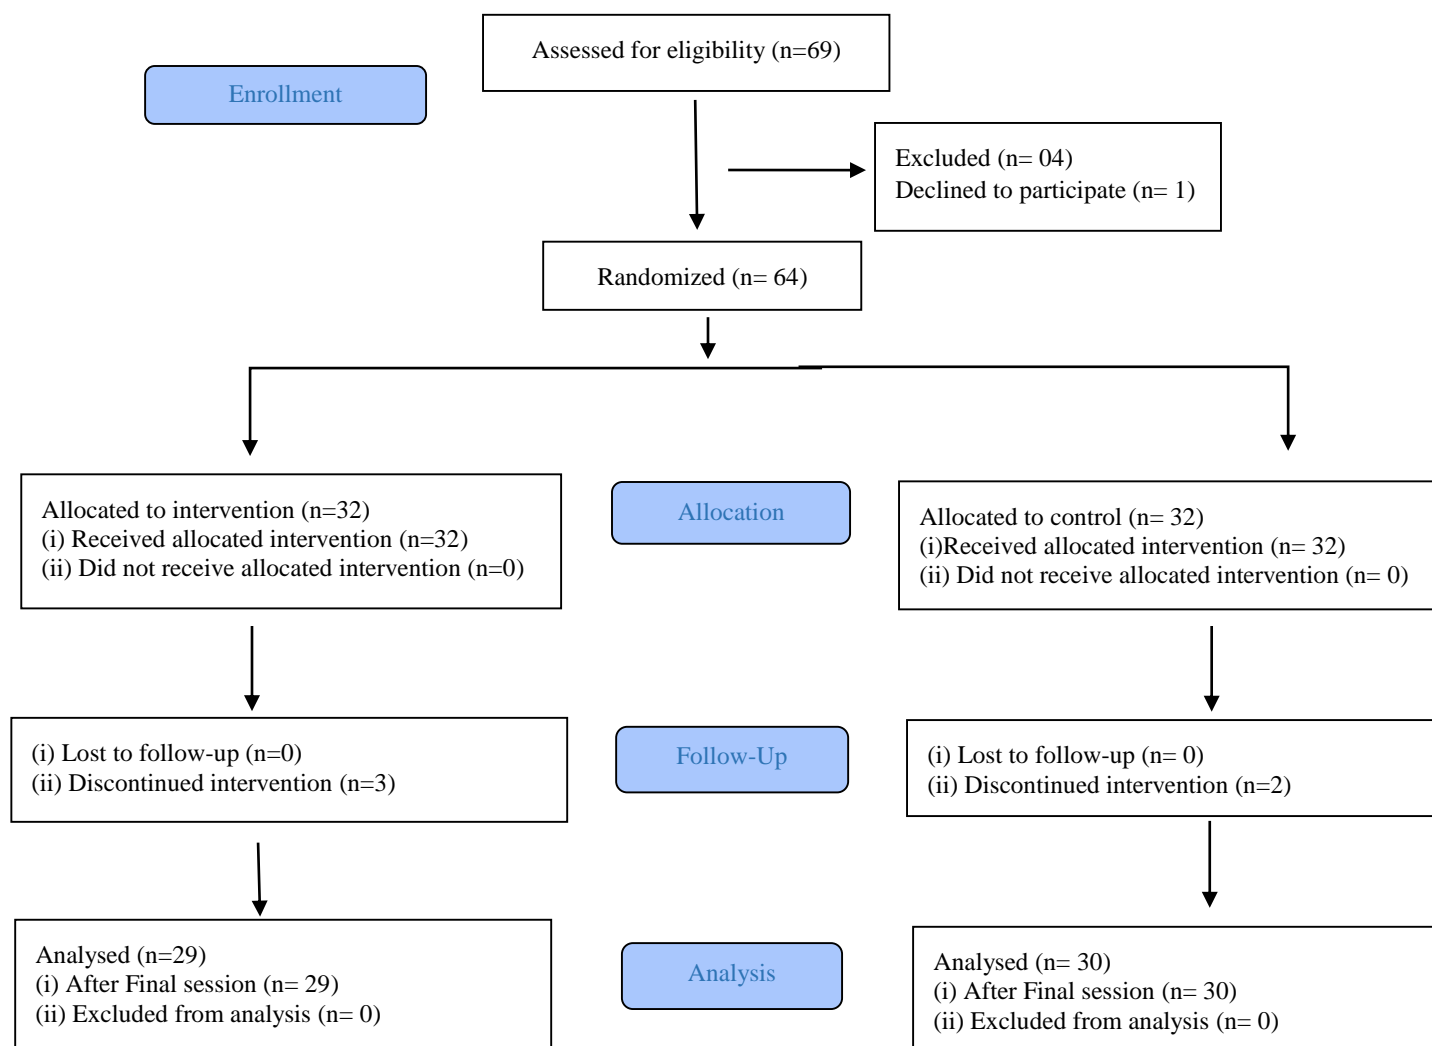 Assessed for eligibility (n=69)
Enrollment
Excluded (n= 04)
Declined to participate (n= 1)
Randomized (n= 64)
Allocated to intervention (n=32)
(i) Received allocated intervention (n=32)
(ii) Did not receive allocated intervention (n=0)
Allocation
Allocated to control (n= 32)
(i)Received allocated intervention (n= 32)
(ii) Did not receive allocated intervention (n= 0)
(i) Lost to follow-up (n=0)
(ii) Discontinued intervention (n=3)
Follow-Up
(i) Lost to follow-up (n= 0)
(ii) Discontinued intervention (n=2)
Analysed (n=29)
(i) After Final session (n= 29)
(ii) Excluded from analysis (n= 0)
Analysis
Analysed (n= 30)
(i) After Final session (n= 30)
(ii) Excluded from analysis (n= 0)